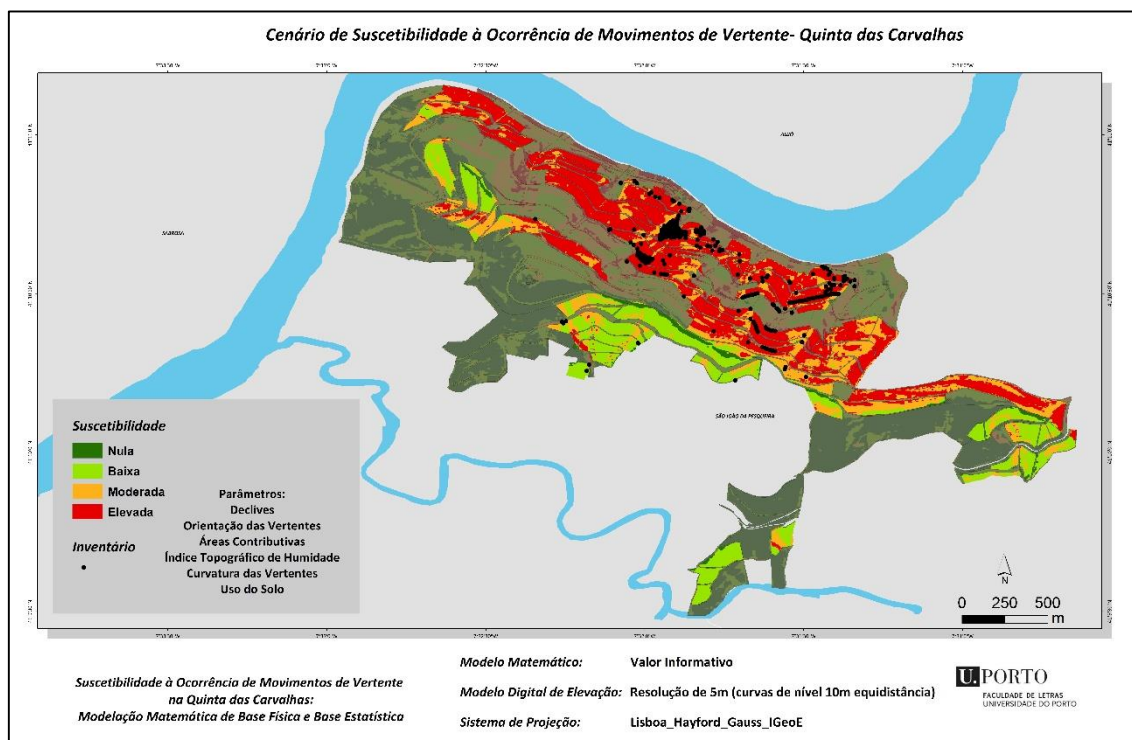 Cenário de Suscetibilidade à Ocorrência de Movimentos de Vertente- Quinta das Carvalhas
SÃO JOÃO DA PESQUEIRA
Suscetibilidade
Nula
Baixa
Moderada
Elevada
Inventário
Parâmetros:
Declives
Orientação das Vertentes
Áreas Contributivas
Índice Topográfico de Humidade
Curvatura das Vertentes
Uso do Solo
N
0 250 500
m
Suscetibilidade à Ocorrência de Movimentos de Vertente
na Quinta das Carvalhas:
Modelação Matemática de Base Física e Base Estatística
Modelo Matemático: Valor Informativo
Modelo Digital de Elevação: Resolução de 5m (curvas de nível 10m equidistância)
Sistema de Projeção: Lisboa_Hayford_Gauss_IGeoE
U. PORTO
FACULDADE DE LETRAS
UNIVERSIDADE DO PORTO